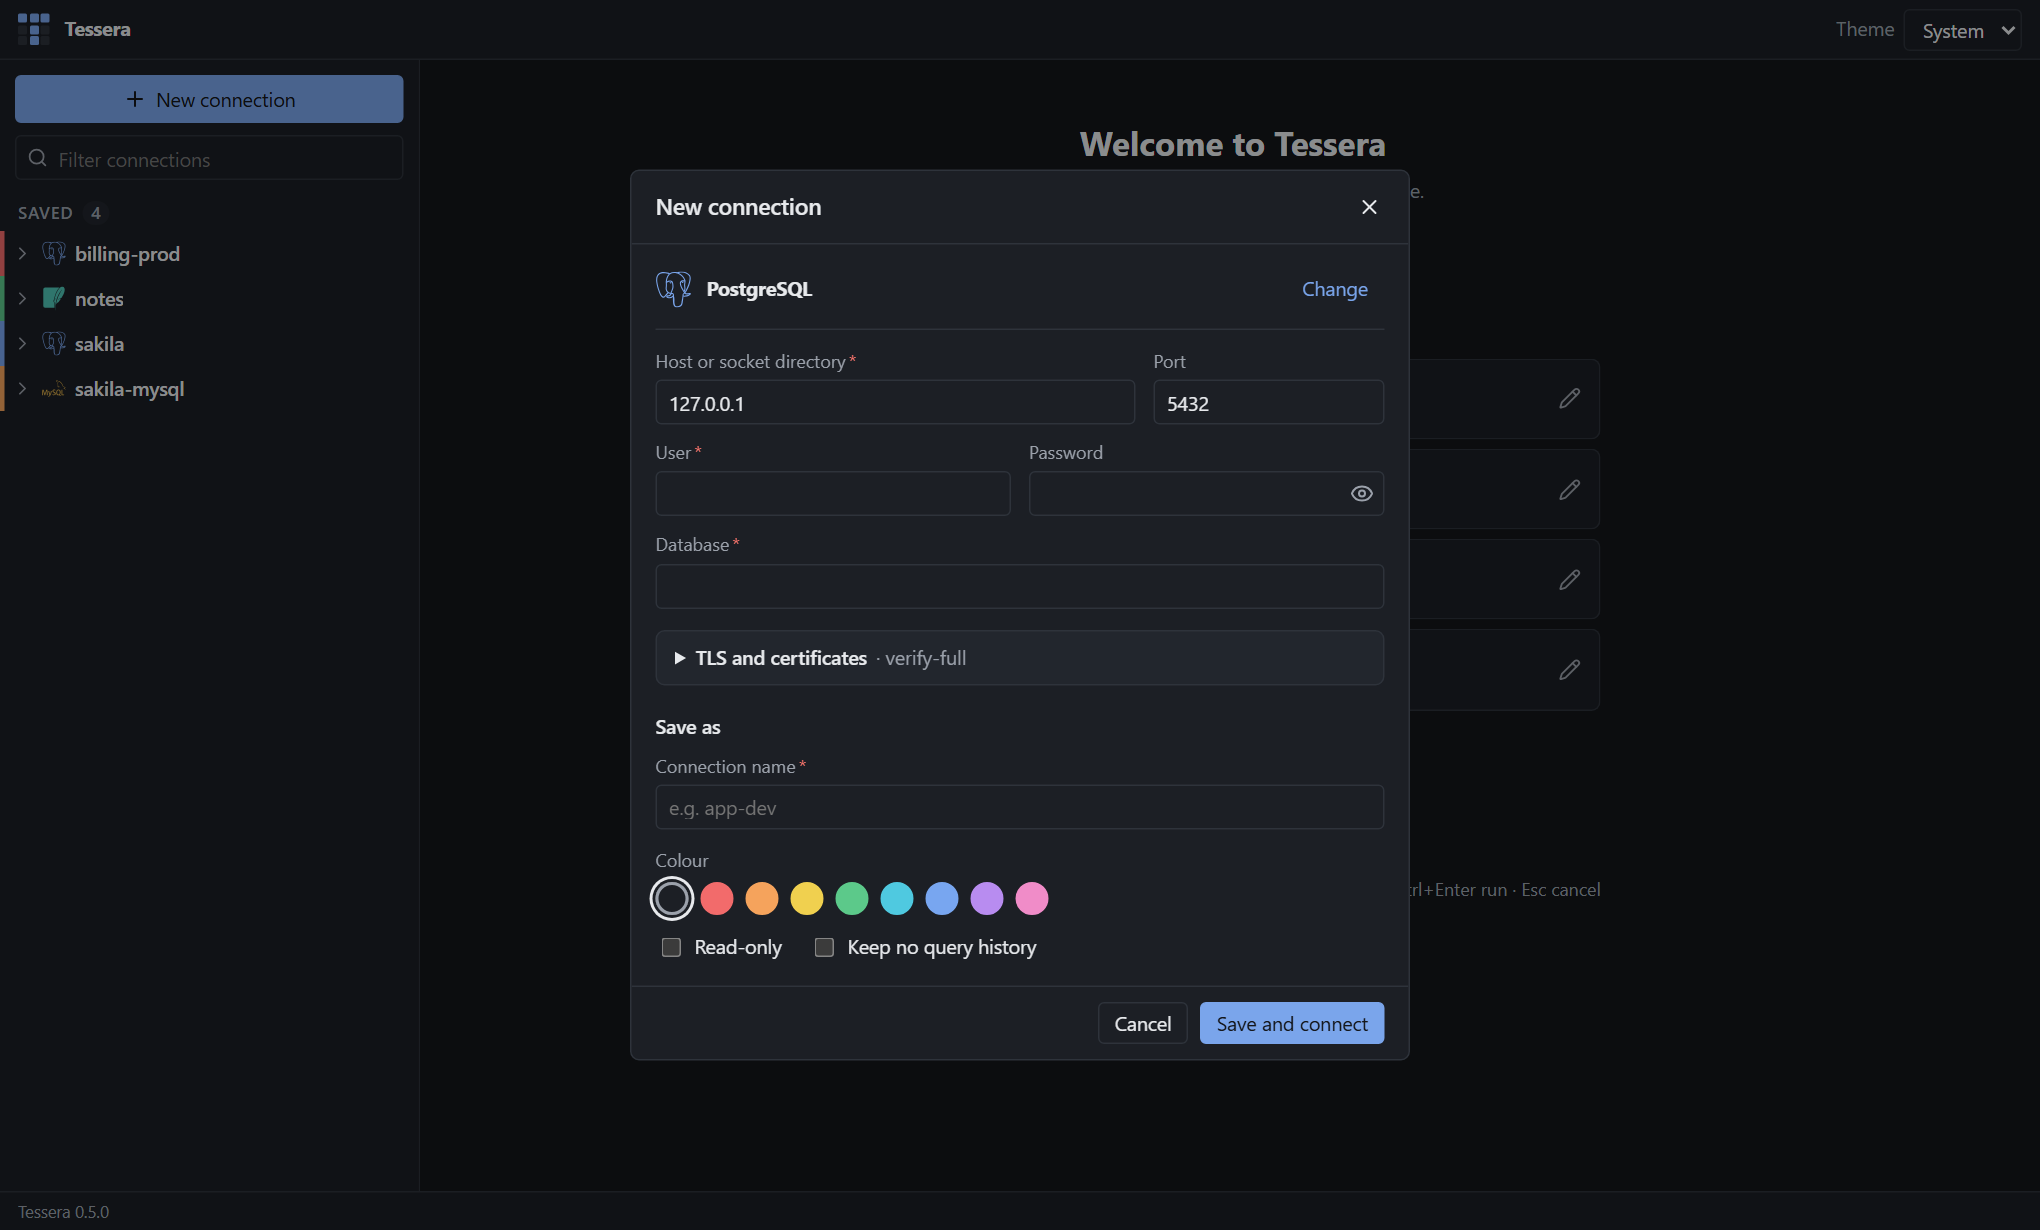 Tessera
Theme
System
New connection
Filter connections
SAVED 4
billing-prod
notes
sakila
MySQL
sakila-mysql
Welcome to Tessera
e.
New connection
PostgreSQL
Change
Host or socket directory*
Port
127.0.0.1
5432
User*
Password
Database*
TLS and certificates · verify-full
Save as
Connection name*
e.g. app-dev
Colour
rl+Enter run · Esc cancel
Read-only
Keep no query history
Cancel
Save and connect
Tessera 0.5.0